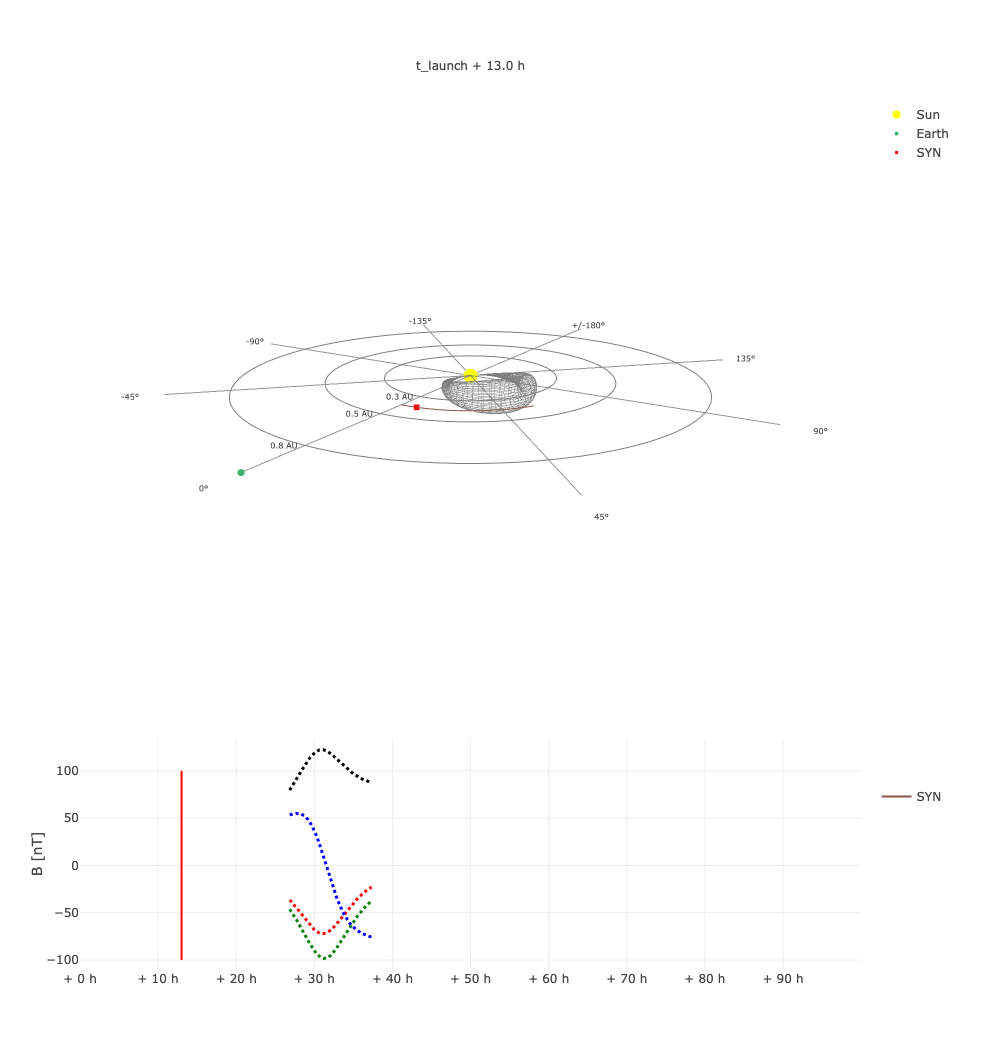 t_launch + 13.0 h
Sun
Earth
SYN
-135°
+/-180°
-90°
135°
-45°
0.3 AU
0.5 AU
90°
0.8 AU
0°
45°
B [nT]
100
50
0
−50
−100
+ 0 h
+ 10 h
+ 20 h
+ 30 h
+ 40 h
+ 50 h
+ 60 h
+ 70 h
+ 80 h
+ 90 h
SYN